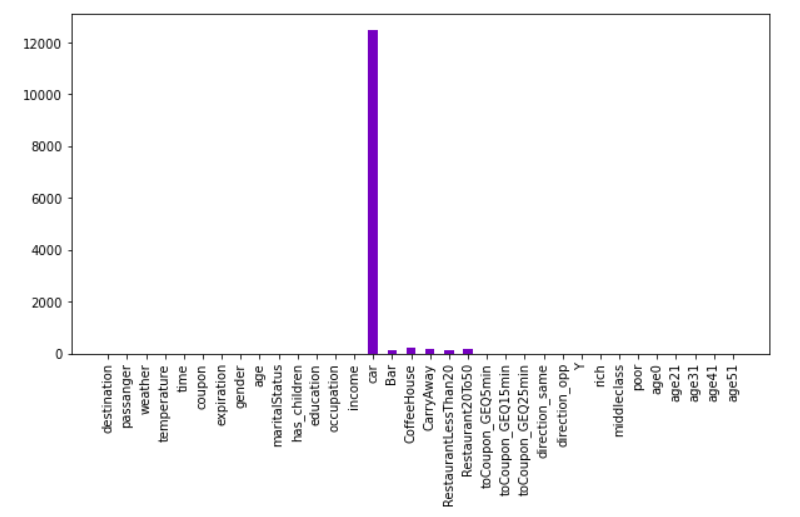 12000
10000
8000
6000
4000
2000
0
destination
passanger
weather
temperature
time
coupon
expiration
gender
age
maritalStatus
has_children
education
occupation
income
car
Bar
CoffeeHouse
CarryAway
RestaurantLessThan20
Restaurant20To50
toCoupon_GEQ5min
toCoupon_GEQ15min
toCoupon_GEQ25min
direction_same
direction_opp
Y
rich
middleclass
poor
age0
age21
age31
age41
age51